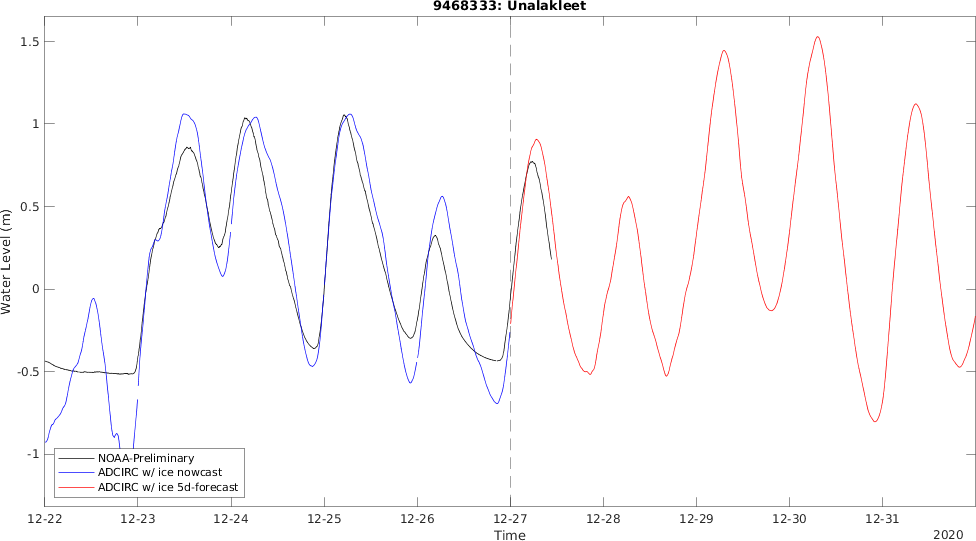 9468333: Unalakleet
Water Level (m)
1.5
1
0.5
0
-0.5
-1
NOAA-Preliminary
ADCIRC w/ ice nowcast
ADCIRC w/ ice 5d-forecast
12-22 12-23 12-24 12-25 12-26 12-27 12-28 12-29 12-30 12-31
Time
2020